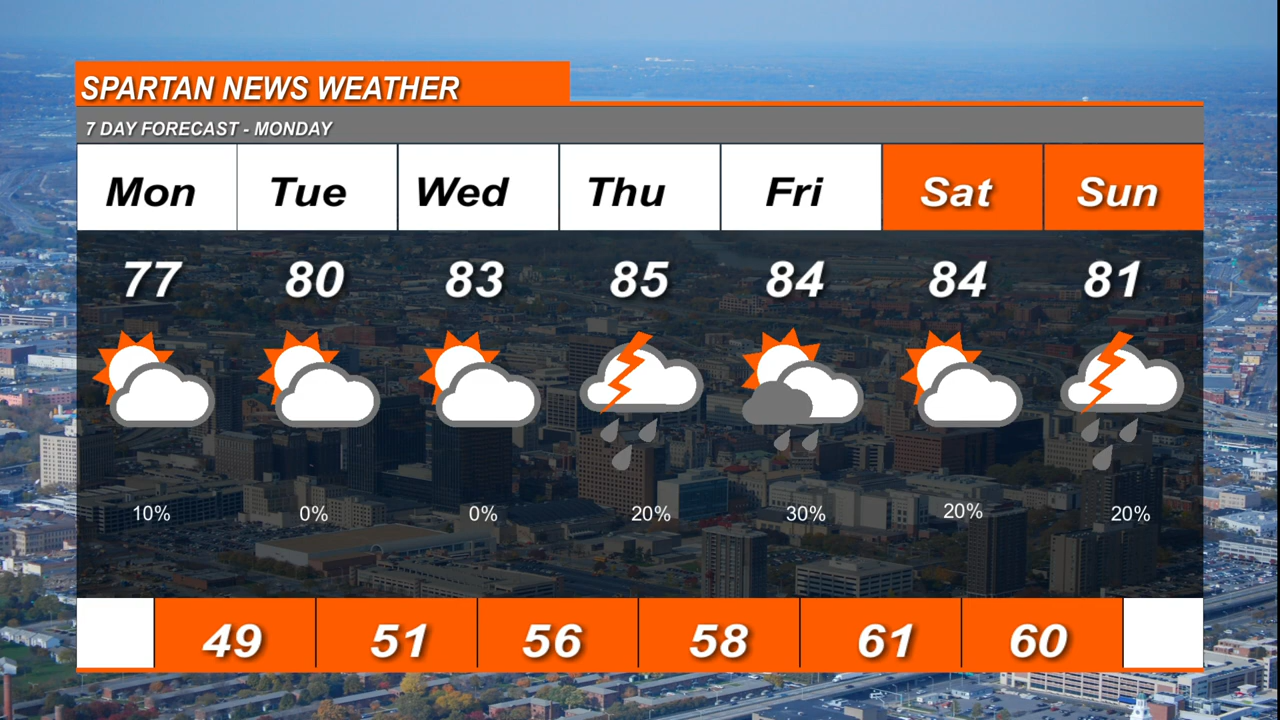 SPARTAN NEWS WEATHER
7 DAY FORECAST - MONDAY
Mon Tue Wed Thu Fri Sat Sun
77 80 83 85 84 84 81
10% 0% 0% 20% 30% 20% 20%
49 51 56 58 61 60